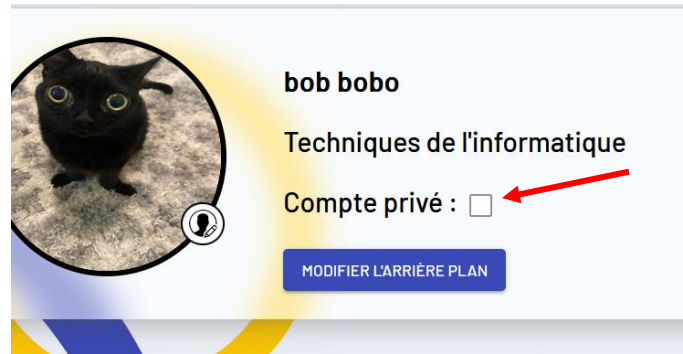 bob bobo
Techniques de l'informatique
Compte privé :
MODIFIER L'ARRIÈRE PLAN